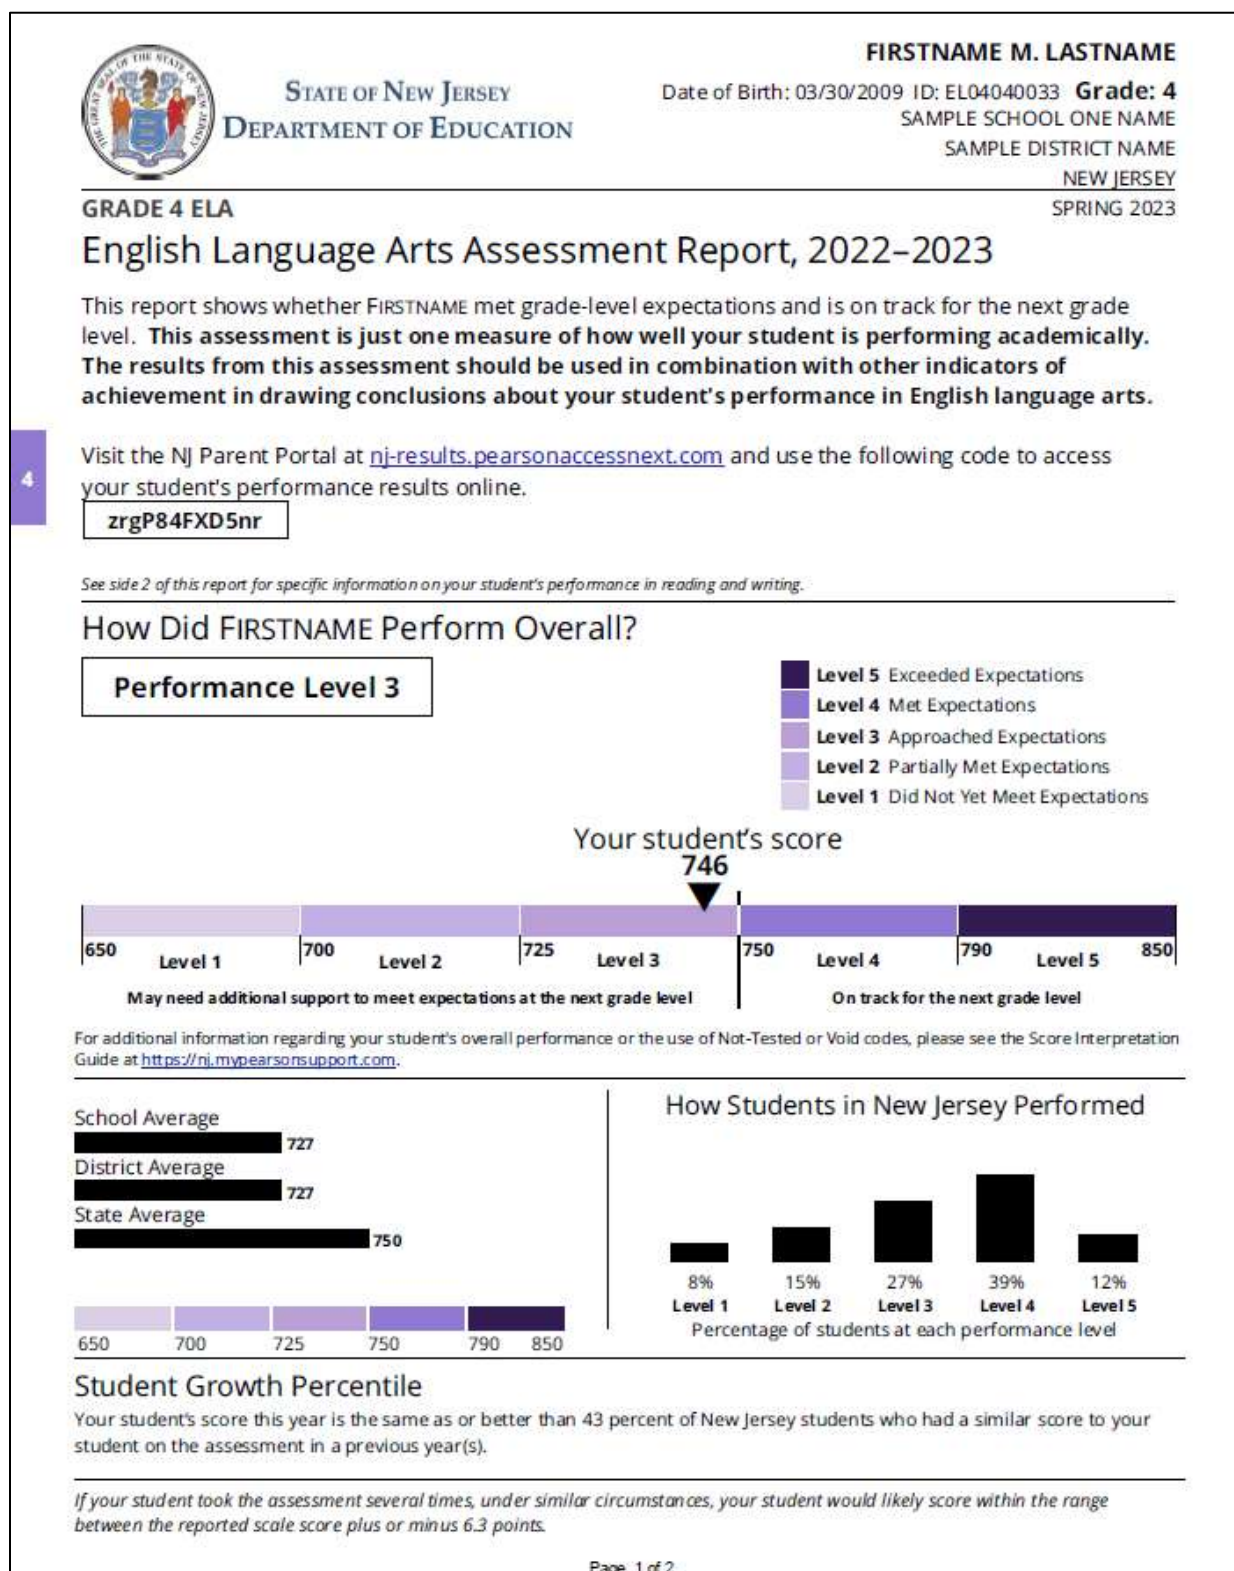 THE GREAT SEAL OF THE STATE OF NEW JERSEY
STATE OF NEW JERSEY
DEPARTMENT OF EDUCATION
FIRSTNAME M. LASTNAME
Date of Birth: 03/30/2009 ID: EL04040033 Grade: 4
SAMPLE SCHOOL ONE NAME
SAMPLE DISTRICT NAME
NEW JERSEY
GRADE 4 ELA
SPRING 2023
English Language Arts Assessment Report, 2022–2023
This report shows whether FIRSTNAME met grade-level expectations and is on track for the next grade
level. This assessment is just one measure of how well your student is performing academically.
The results from this assessment should be used in combination with other indicators of
achievement in drawing conclusions about your student's performance in English language arts.
4
Visit the NJ Parent Portal at nj-results.pearsonaccessnext.com and use the following code to access
your student's performance results online.
zrgP84FXD5nr
See side 2 of this report for specific information on your student's performance in reading and writing.
How Did FIRSTNAME Perform Overall?
Performance Level 3
Level 5 Exceeded Expectations
Level 4 Met Expectations
Level 3 Approached Expectations
Level 2 Partially Met Expectations
Level 1 Did Not Yet Meet Expectations
Your student's score
746
650 Level 1 700 Level 2 725 Level 3 750 Level 4 790 Level 5 850
May need additional support to meet expectations at the next grade level
On track for the next grade level
For additional information regarding your student's overall performance or the use of Not-Tested or Void codes, please see the Score Interpretation
Guide at https://nj.mypearsonsupport.com.
School Average
727
District Average
727
State Average
750
650 700 725 750 790 850
How Students in New Jersey Performed
8% 15% 27% 39% 12%
Level 1 Level 2 Level 3 Level 4 Level 5
Percentage of students at each performance level
Student Growth Percentile
Your student's score this year is the same as or better than 43 percent of New Jersey students who had a similar score to your
student on the assessment in a previous year(s).
If your student took the assessment several times, under similar circumstances, your student would likely score within the range
between the reported scale score plus or minus 6.3 points.
Page 1 of 2